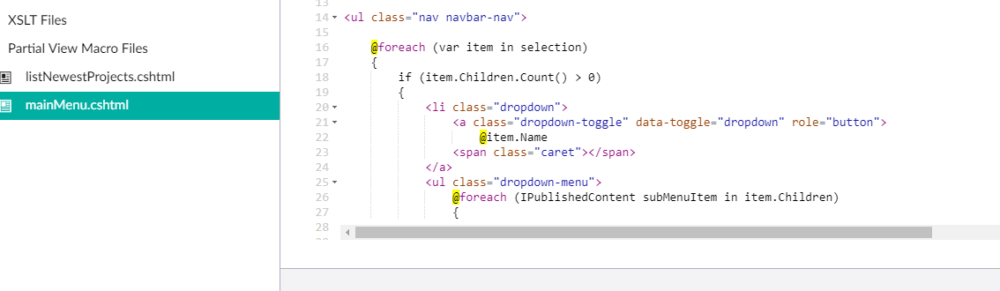 XSLT Files
Partial View Macro Files
listNewestProjects.cshtml
mainMenu.cshtml
13
14 <ul class="nav navbar-nav">
15
16 @foreach (var item in selection)
17 {
18 if (item.Children.Count() > 0)
19 {
20 <li class="dropdown">
21 <a class="dropdown-toggle" data-toggle="dropdown" role="button">
22 @item.Name
23 <span class="caret"></span>
24 </a>
25 <ul class="dropdown-menu">
26 @foreach (IPublishedContent subMenuItem in item.Children)
27 {
28